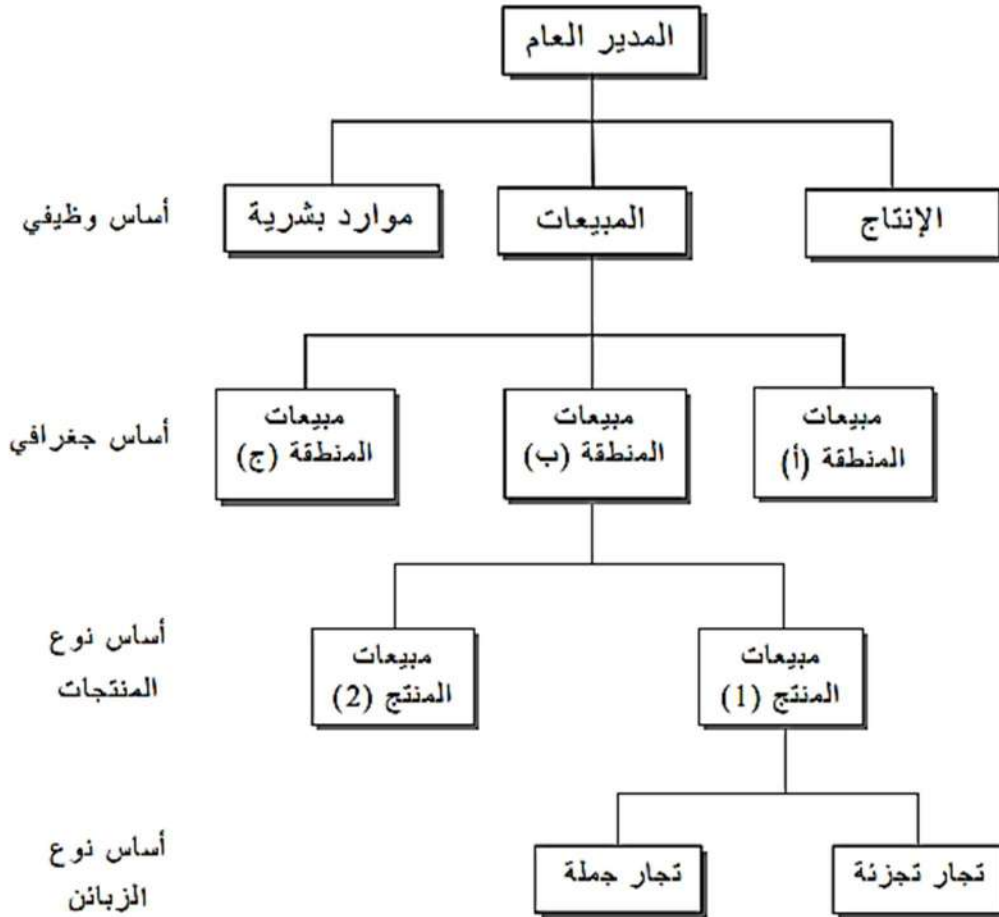 المدير العام
الإنتاج
المبيعات
موارد بشرية
أساس وظيفي
مبيعات
المنطقة (أ)
مبيعات
المنطقة (ب)
مبيعات
المنطقة (ج)
أساس جغرافي
مبيعات
المنتج (1)
مبيعات
المنتج (2)
أساس نوع
المنتجات
تجار تجزئة
تجار جملة
أساس نوع
الزبائن